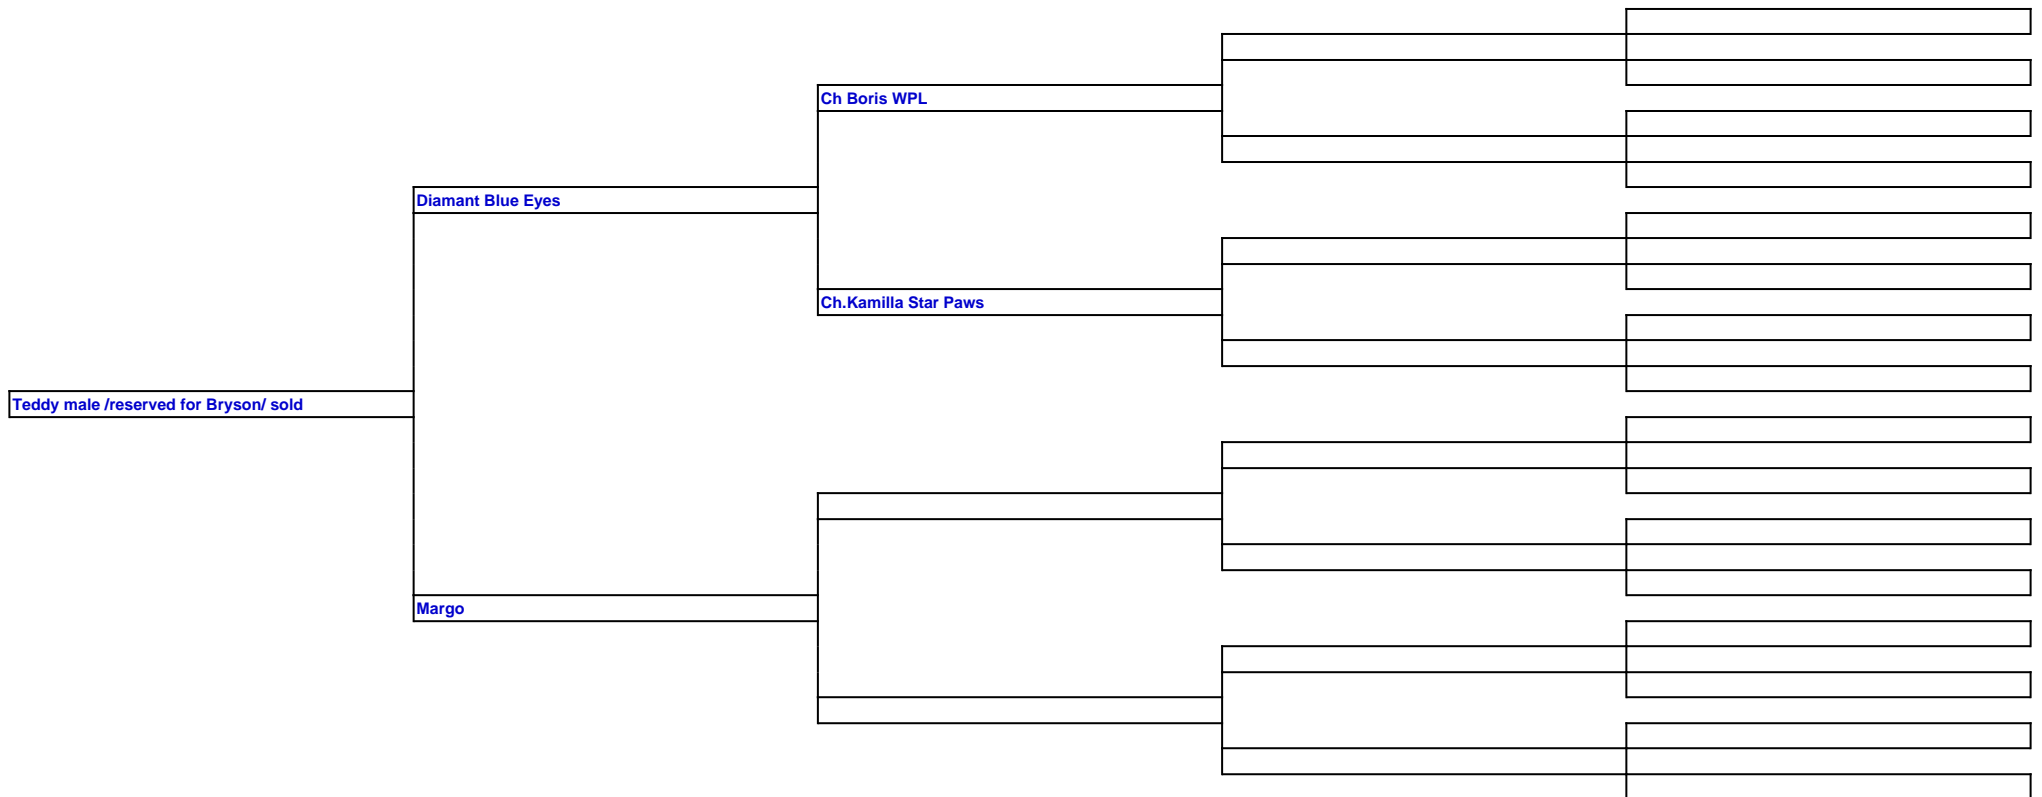 Ch Boris WPL
Diamant Blue Eyes
Ch.Kamilla Star Paws
Teddy male /reserved for Bryson/ sold
Margo